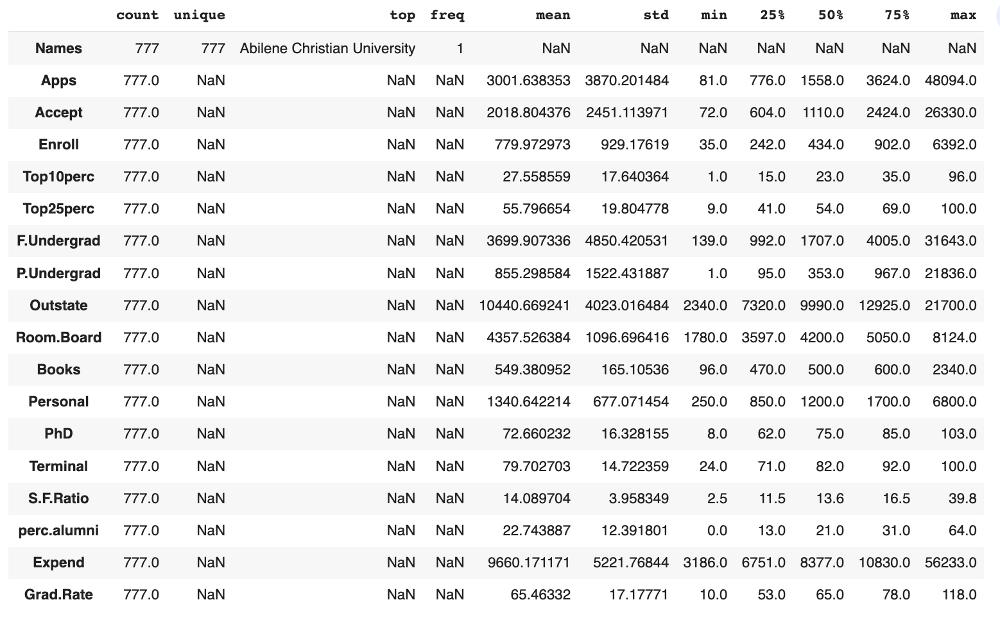 count unique top freq mean std min 25% 50% 75% max
Names 777 777 Abilene Christian University 1 NaN NaN NaN NaN NaN NaN NaN
Apps 777.0 NaN NaN NaN 3001.638353 3870.201484 81.0 776.0 1558.0 3624.0 48094.0
Accept 777.0 NaN NaN NaN 2018.804376 2451.113971 72.0 604.0 1110.0 2424.0 26330.0
Enroll 777.0 NaN NaN NaN 779.972973 929.17619 35.0 242.0 434.0 902.0 6392.0
Top10perc 777.0 NaN NaN NaN 27.558559 17.640364 1.0 15.0 23.0 35.0 96.0
Top25perc 777.0 NaN NaN NaN 55.796654 19.804778 9.0 41.0 54.0 69.0 100.0
F.Undergrad 777.0 NaN NaN NaN 3699.907336 4850.420531 139.0 992.0 1707.0 4005.0 31643.0
P.Undergrad 777.0 NaN NaN NaN 855.298584 1522.431887 1.0 95.0 353.0 967.0 21836.0
Outstate 777.0 NaN NaN NaN 10440.669241 4023.016484 2340.0 7320.0 9990.0 12925.0 21700.0
Room.Board 777.0 NaN NaN NaN 4357.526384 1096.696416 1780.0 3597.0 4200.0 5050.0 8124.0
Books 777.0 NaN NaN NaN 549.380952 165.10536 96.0 470.0 500.0 600.0 2340.0
Personal 777.0 NaN NaN NaN 1340.642214 677.071454 250.0 850.0 1200.0 1700.0 6800.0
PhD 777.0 NaN NaN NaN 72.660232 16.328155 8.0 62.0 75.0 85.0 103.0
Terminal 777.0 NaN NaN NaN 79.702703 14.722359 24.0 71.0 82.0 92.0 100.0
S.F.Ratio 777.0 NaN NaN NaN 14.089704 3.958349 2.5 11.5 13.6 16.5 39.8
perc.alumni 777.0 NaN NaN NaN 22.743887 12.391801 0.0 13.0 21.0 31.0 64.0
Expend 777.0 NaN NaN NaN 9660.171171 5221.76844 3186.0 6751.0 8377.0 10830.0 56233.0
Grad.Rate 777.0 NaN NaN NaN 65.46332 17.17771 10.0 53.0 65.0 78.0 118.0